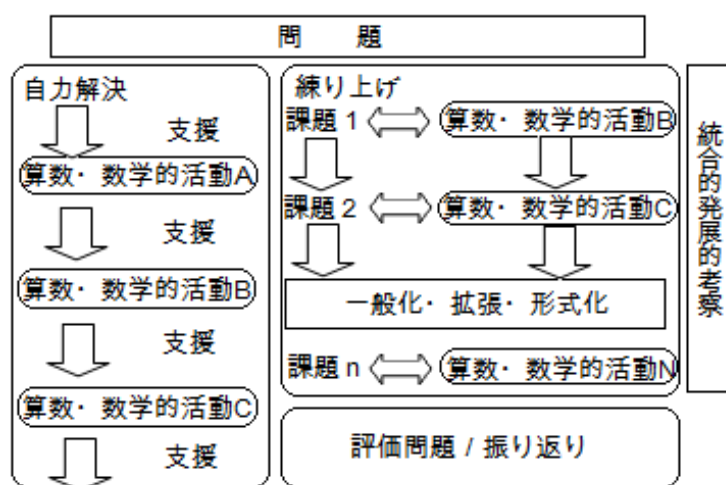 問 題
自力解決
支援
算数・数学的活動A
支援
算数・数学的活動B
支援
算数・数学的活動C
支援
練り上げ
課題 1
算数・数学的活動B
課題 2
算数・数学的活動C
一般化・拡張・形式化
課題 n
算数・数学的活動N
評価問題 / 振り返り
統合的発展的考察